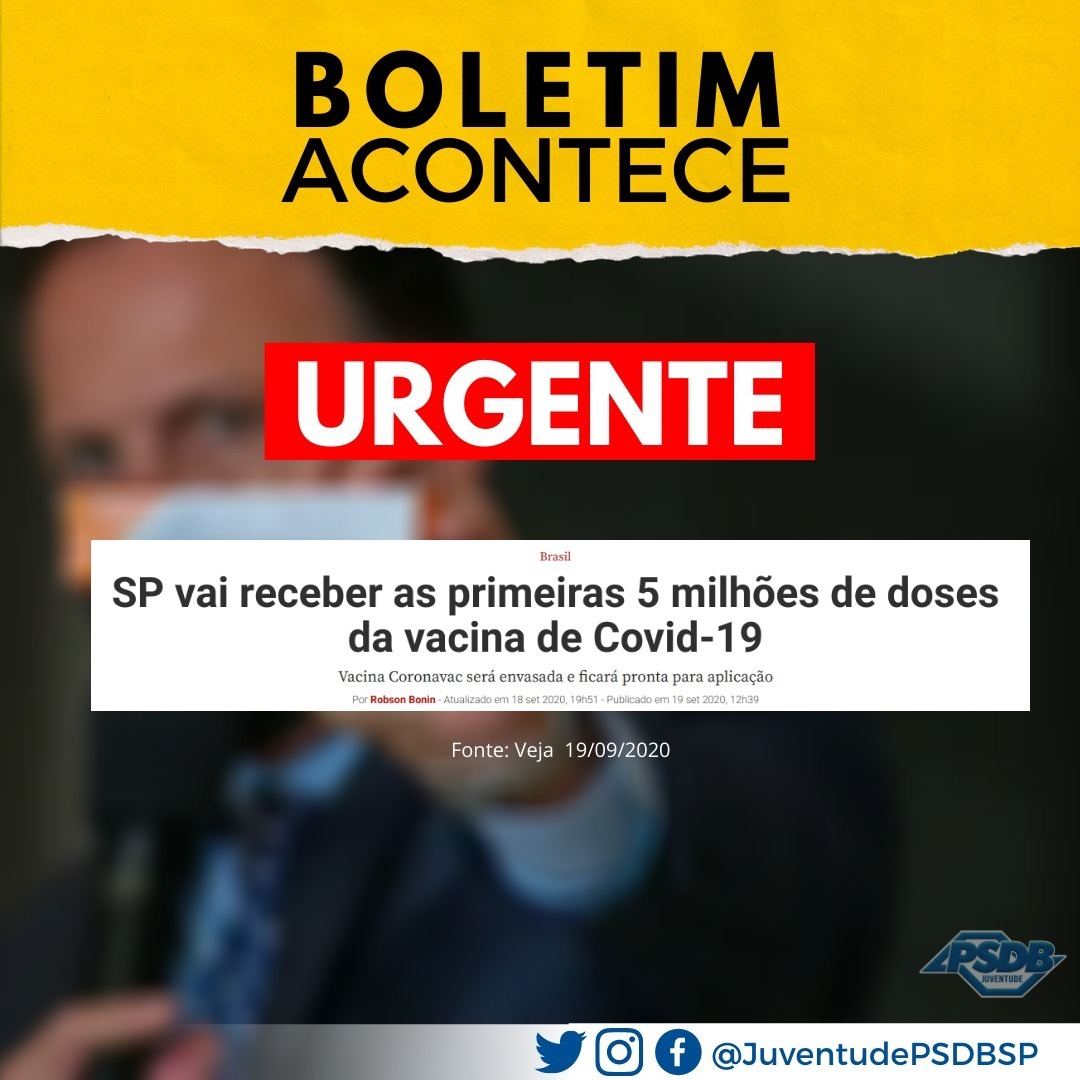 BOLETIM
ACONTECE
URGENTE
Brasil
SP vai receber as primeiras 5 milhões de doses
da vacina de Covid-19
Vacina Coronavac será envasada e ficará pronta para aplicação
Por Robson Bonin - Atualizado em 18 set 2020, 19h51 - Publicado em 19 set 2020, 12h39
Fonte: Veja 19/09/2020
PSDB
JUVENTUDE
@JuventudePSDBSP